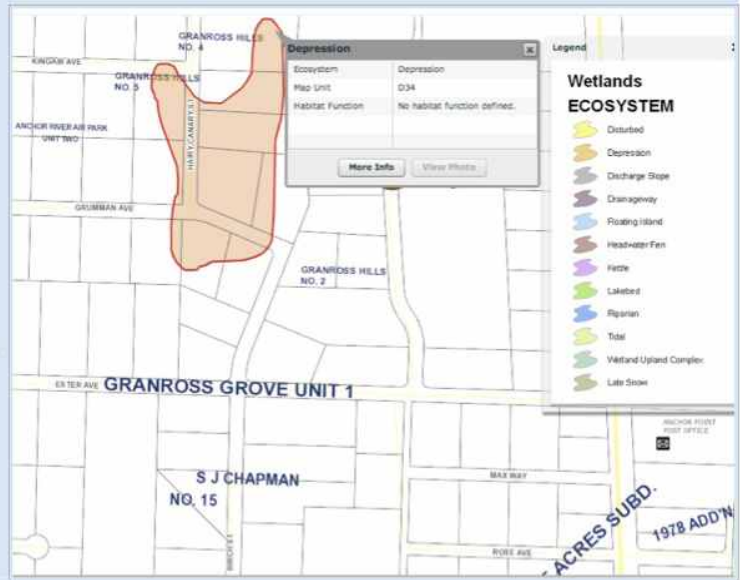 GRANROSS HILLS
NO. 4
KINGAIR AVE
GRANROSS HILLS
NO. 5
ANCHOR RIVER AIR PARK
UNIT TWO
HAIRY CANARY ST
GRUMMAN AVE
GRANROSS HILLS
NO. 2
Depression
Ecosystem Depression
Map Unit D34
Habitat Function No habitat function defined.
More Info View Photo
Legend
Wetlands
ECOSYSTEM
Disturbed
Depression
Discharge Slope
Drainageway
Floating Island
Headwater Fen
Kettle
Lakebed
Riparian
Tidal
Wetland Upland Complex
Late Snow
GRANROSS GROVE UNIT 1
ANCHOR POINT
POST OFFICE
S J CHAPMAN
NO. 15
MAX WAY
BIRCH ST
ROSE AVE
ACRES SUBD.
1978 ADD'N